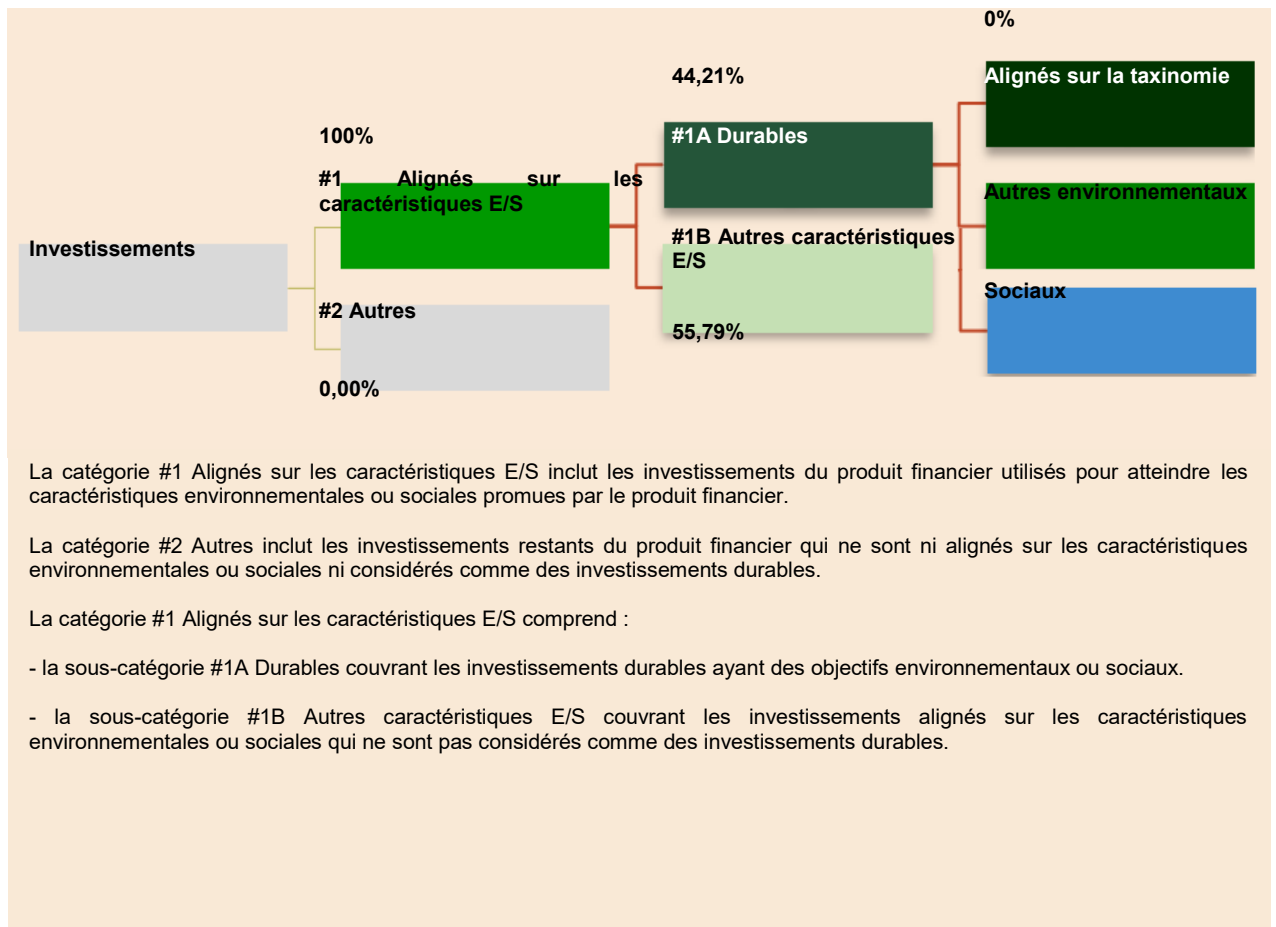 0%
44,21%
Alignés sur la taxinomie
100%
#1A Durables
#1 Alignés sur les
caractéristiques E/S
Autres environnementaux
#1B Autres caractéristiques
E/S
Investissements
Sociaux
#2 Autres
55,79%
0,00%
La catégorie #1 Alignés sur les caractéristiques E/S inclut les investissements du produit financier utilisés pour atteindre les
caractéristiques environnementales ou sociales promues par le produit financier.
La catégorie #2 Autres inclut les investissements restants du produit financier qui ne sont ni alignés sur les caractéristiques
environnementales ou sociales ni considérés comme des investissements durables.
La catégorie #1 Alignés sur les caractéristiques E/S comprend :
- la sous-catégorie #1A Durables couvrant les investissements durables ayant des objectifs environnementaux ou sociaux.
- la sous-catégorie #1B Autres caractéristiques E/S couvrant les investissements alignés sur les caractéristiques
environnementales ou sociales qui ne sont pas considérés comme des investissements durables.